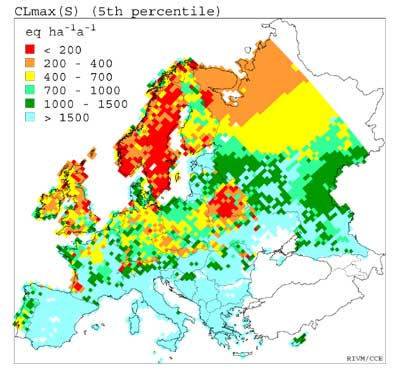 CLmax(S) (5th percentile)
eq ha⁻¹a⁻¹
< 200
200 - 400
400 - 700
700 - 1000
1000 - 1500
> 1500
RIVM/CCE